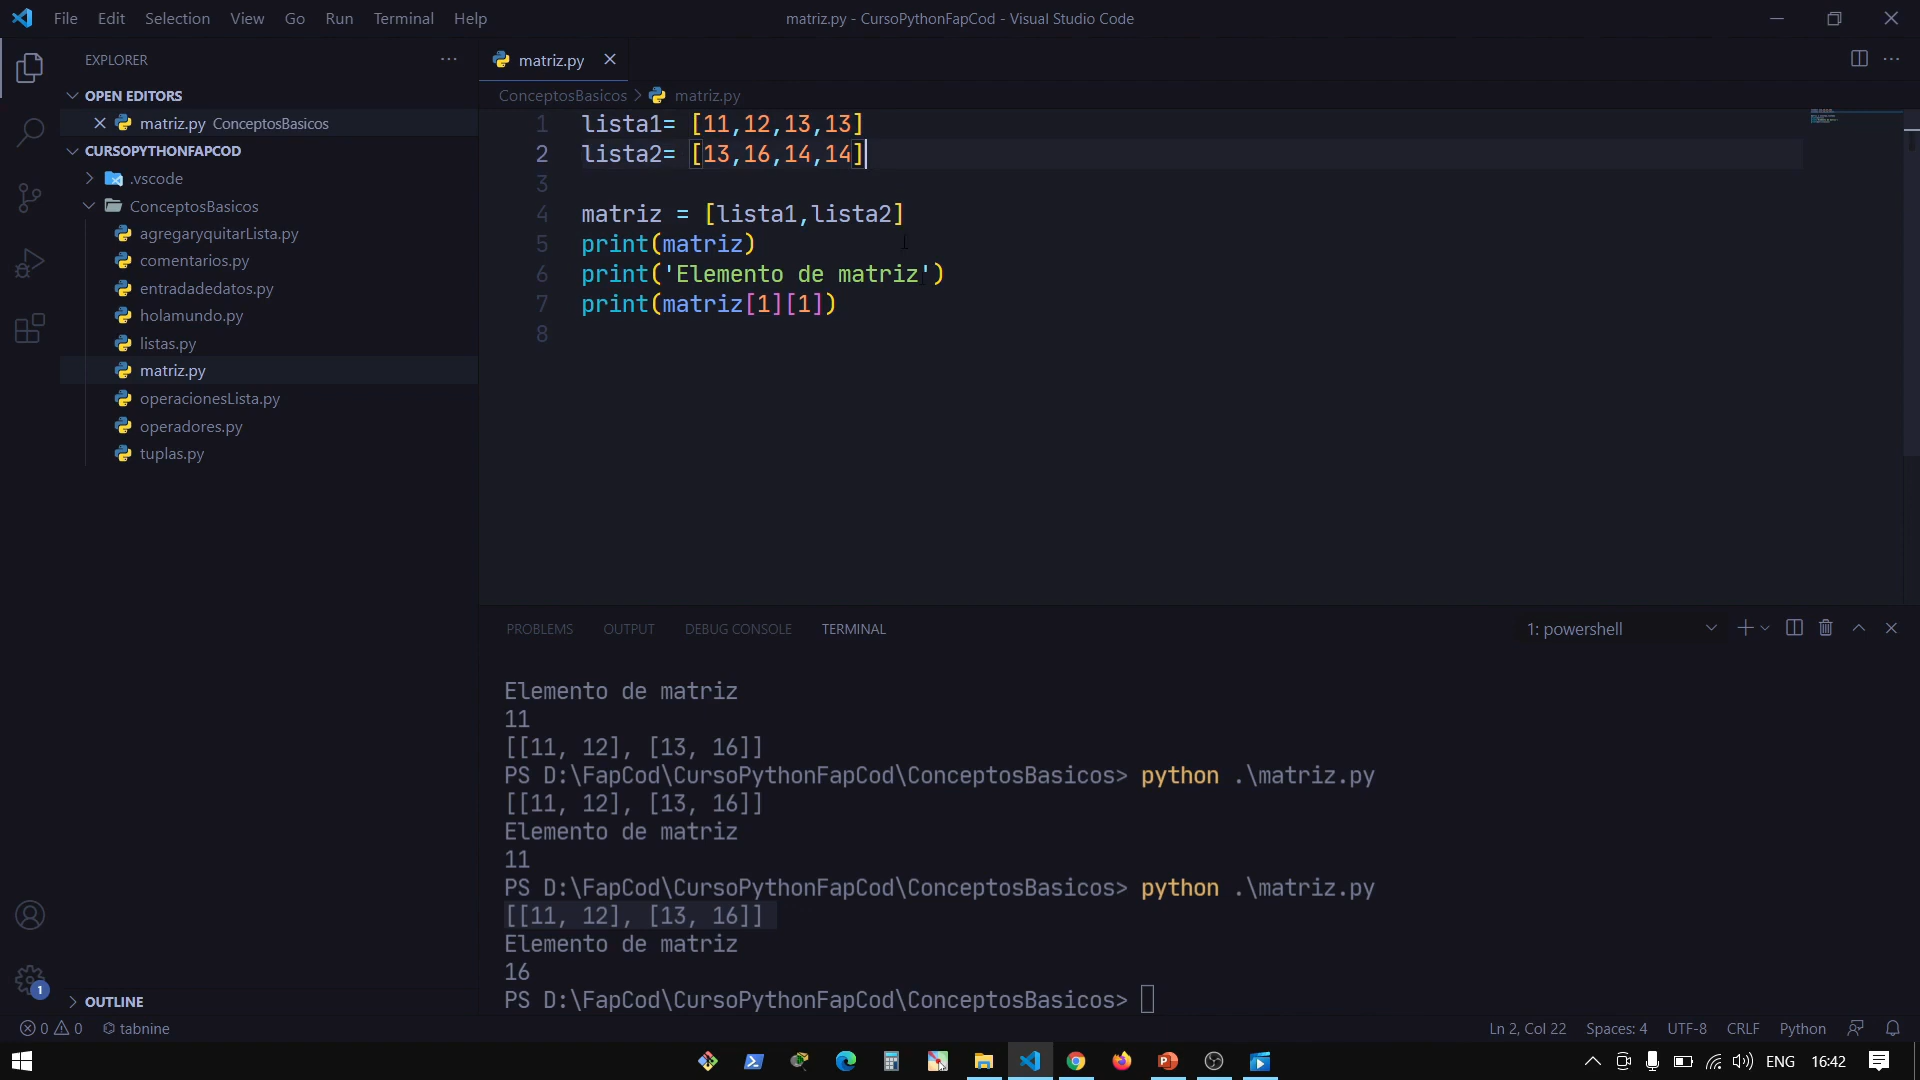 File Edit Selection View Go Run Terminal Help
matriz.py - CursoPythonFapCod - Visual Studio Code
EXPLORER
OPEN EDITORS
matriz.py ConceptosBasicos
CURSOPYTHONFAPCOD
.vscode
ConceptosBasicos
agregaryquitarLista.py
comentarios.py
entradadedatos.py
holamundo.py
listas.py
matriz.py
operacionesLista.py
operadores.py
tuplas.py
OUTLINE
matriz.py
ConceptosBasicos > matriz.py
1 lista1= [11,12,13,13]
2 lista2= [13,16,14,14]
3
4 matriz = [lista1,lista2]
5 print(matriz)
6 print('Elemento de matriz')
7 print(matriz[1][1])
8
PROBLEMS OUTPUT DEBUG CONSOLE TERMINAL
1: powershell
Elemento de matriz
11
[[11, 12], [13, 16]]
PS D:\FapCod\CursoPythonFapCod\ConceptosBasicos> python .\matriz.py
[[11, 12], [13, 16]]
Elemento de matriz
11
PS D:\FapCod\CursoPythonFapCod\ConceptosBasicos> python .\matriz.py
[[11, 12], [13, 16]]
Elemento de matriz
16
PS D:\FapCod\CursoPythonFapCod\ConceptosBasicos>
1
0 0 tabnine
Ln 2, Col 22 Spaces: 4 UTF-8 CRLF Python
ENG 16:42